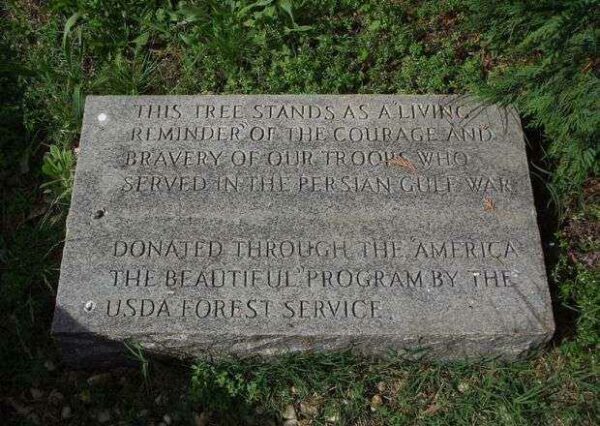 THIS TREE STANDS AS A LIVING
REMINDER OF THE COURAGE AND
BRAVERY OF OUR TROOPS WHO
SERVED IN THE PERSIAN GULF WAR
DONATED THROUGH THE "AMERICA
THE BEAUTIFUL" PROGRAM BY THE
USDA FOREST SERVICE